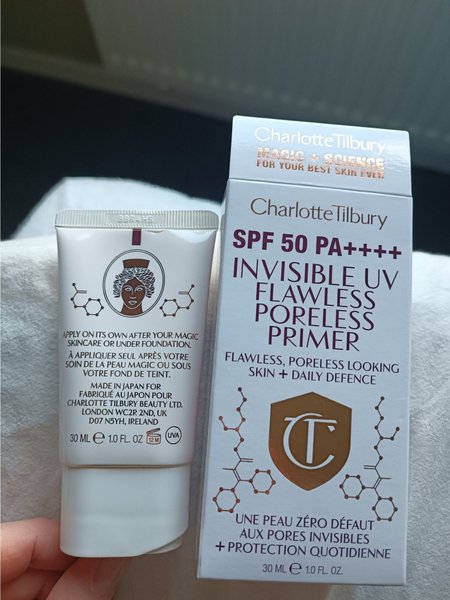 BBRA4S
APPLY ON ITS OWN AFTER YOUR MAGIC
SKINCARE OR UNDER FOUNDATION.
À APPLIQUER SEUL APRÈS VOTRE
SOIN DE LA PEAU MAGIC OU SOUS
VOTRE FOND DE TEINT.
MADE IN JAPAN FOR
FABRIQUÉ AU JAPON POUR
CHARLOTTE TILBURY BEAUTY LTD.
LONDON WC2R 2ND, UK
D07 N5YH, IRELAND
30 ML e 1.0 FL. OZ. 12 M UVA
CharlotteTilbury
MAGIC + SCIENCE
FOR YOUR BEST SKIN EVER
CharlotteTilbury
SPF 50 PA++++
INVISIBLE UV
FLAWLESS
PORELESS
PRIMER
FLAWLESS, PORELESS LOOKING
SKIN + DAILY DEFENCE
CT
UNE PEAU ZÉRO DÉFAUT
AUX PORES INVISIBLES
+ PROTECTION QUOTIDIENNE
30 ML e 1.0 FL. OZ.